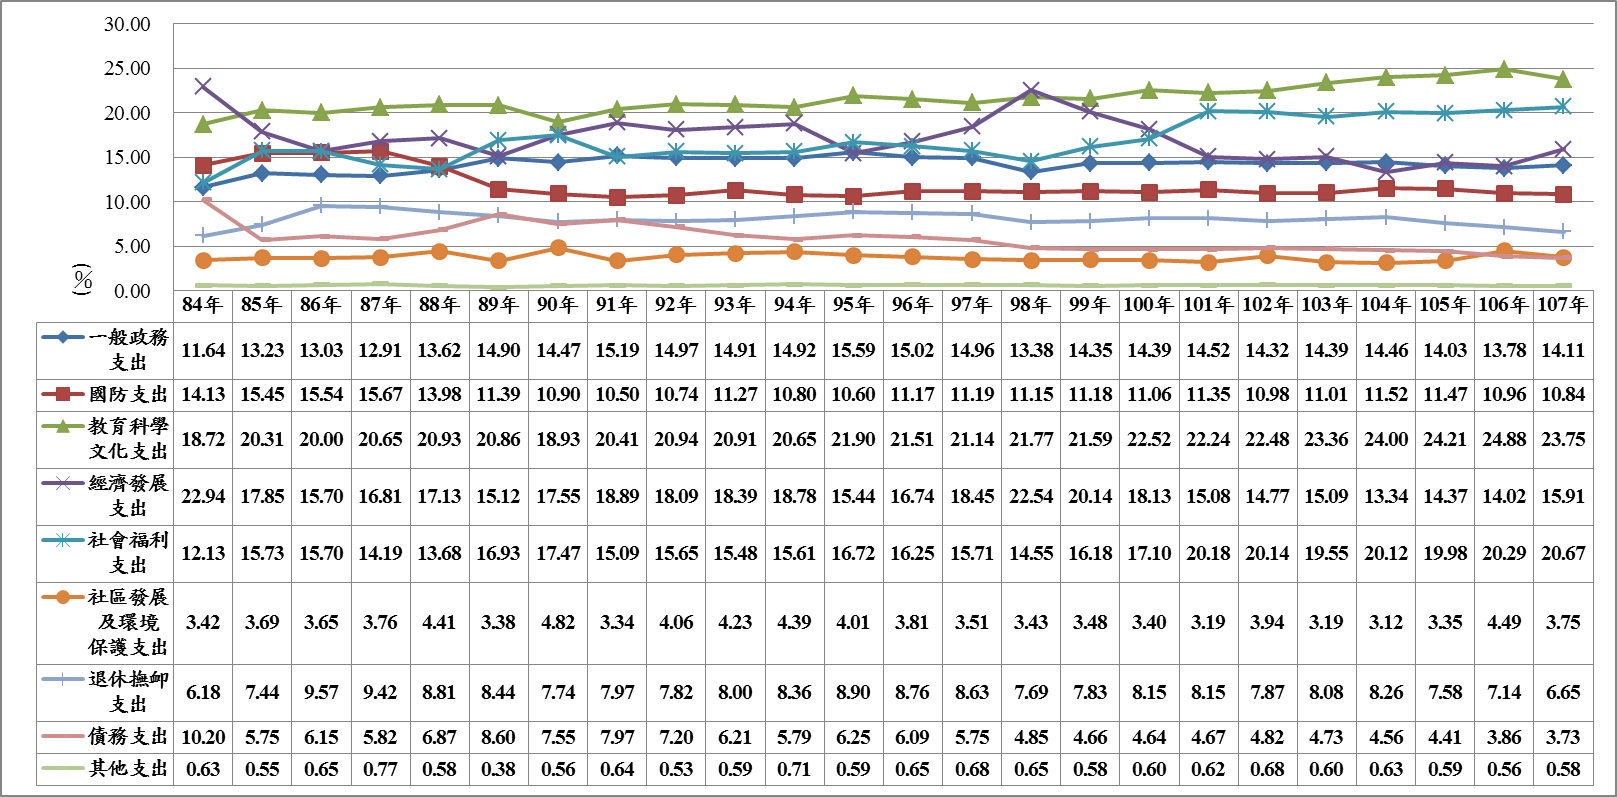 30.00
25.00
20.00
15.00
10.00
5.00
0.00
(%)
84年 85年 86年 87年 88年 89年 90年 91年 92年 93年 94年 95年 96年 97年 98年 99年 100年 101年 102年 103年 104年 105年 106年 107年
一般政務
支出
11.64 13.23 13.03 12.91 13.62 14.90 14.47 15.19 14.97 14.91 14.92 15.59 15.02 14.96 13.38 14.35 14.39 14.52 14.32 14.39 14.46 14.03 13.78 14.11
國防支出 14.13 15.45 15.54 15.67 13.98 11.39 10.90 10.50 10.74 11.27 10.80 10.60 11.17 11.19 11.15 11.18 11.06 11.35 10.98 11.01 11.52 11.47 10.96 10.84
教育科學
文化支出
18.72 20.31 20.00 20.65 20.93 20.86 18.93 20.41 20.94 20.91 20.65 21.90 21.51 21.14 21.77 21.59 22.52 22.24 22.48 23.36 24.00 24.21 24.88 23.75
經濟發展
支出
22.94 17.85 15.70 16.81 17.13 15.12 17.55 18.89 18.09 18.39 18.78 15.44 16.74 18.45 22.54 20.14 18.13 15.08 14.77 15.09 13.34 14.37 14.02 15.91
社會福利
支出
12.13 15.73 15.70 14.19 13.68 16.93 17.47 15.09 15.65 15.48 15.61 16.72 16.25 15.71 14.55 16.18 17.10 20.18 20.14 19.55 20.12 19.98 20.29 20.67
社區發展
及環境
保護支出
3.42 3.69 3.65 3.76 4.41 3.38 4.82 3.34 4.06 4.23 4.39 4.01 3.81 3.51 3.43 3.48 3.40 3.19 3.94 3.19 3.12 3.35 4.49 3.75
退休撫卹
支出
6.18 7.44 9.57 9.42 8.81 8.44 7.74 7.97 7.82 8.00 8.36 8.90 8.76 8.63 7.69 7.83 8.15 8.15 7.87 8.08 8.26 7.58 7.14 6.65
債務支出 10.20 5.75 6.15 5.82 6.87 8.60 7.55 7.97 7.20 6.21 5.79 6.25 6.09 5.75 4.85 4.66 4.64 4.67 4.82 4.73 4.56 4.41 3.86 3.73
其他支出 0.63 0.55 0.65 0.77 0.58 0.38 0.56 0.64 0.53 0.59 0.71 0.59 0.65 0.68 0.65 0.58 0.60 0.62 0.68 0.60 0.63 0.59 0.56 0.58